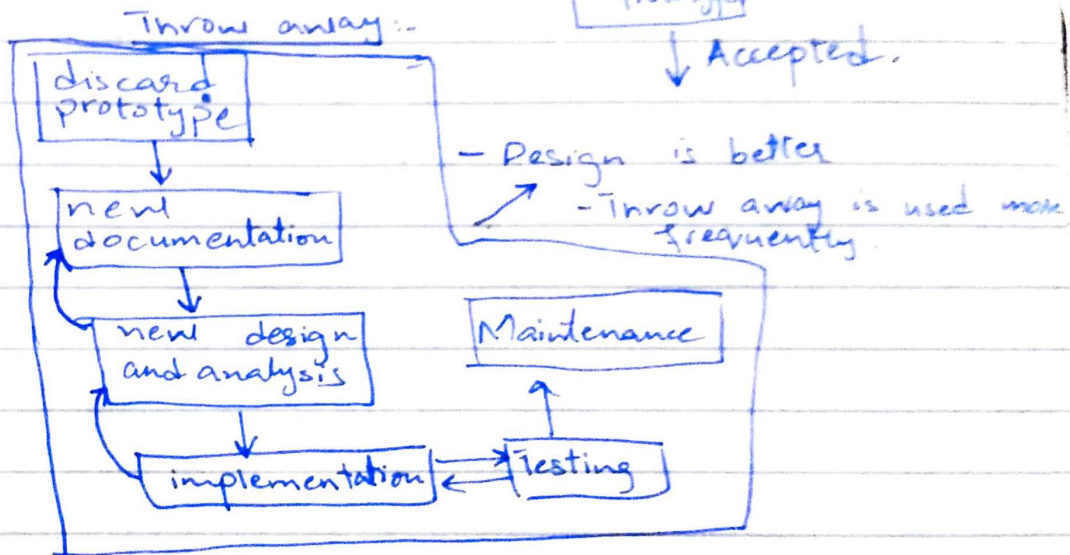 Throw away :-
Accepted.
discard
prototype
- Design is better
- Throw away is used more
frequently.
new
documentation
new design
and analysis
Maintenance
implementation
Testing